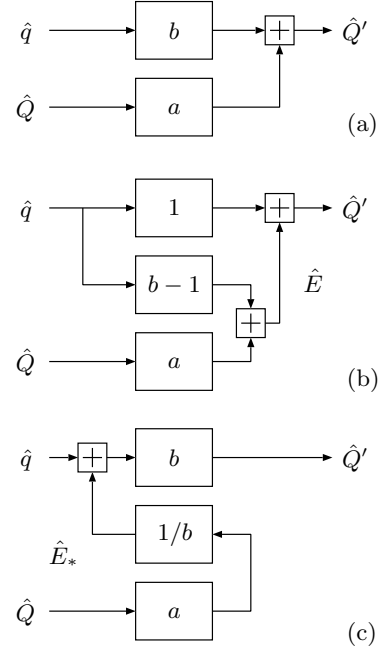 q̂ b + Q̂′
Q̂ a
(a)
q̂ 1 + Q̂′
b − 1 Ê
+
Q̂ a
(b)
q̂ + b Q̂′
1/b
Ê*
Q̂ a
(c)